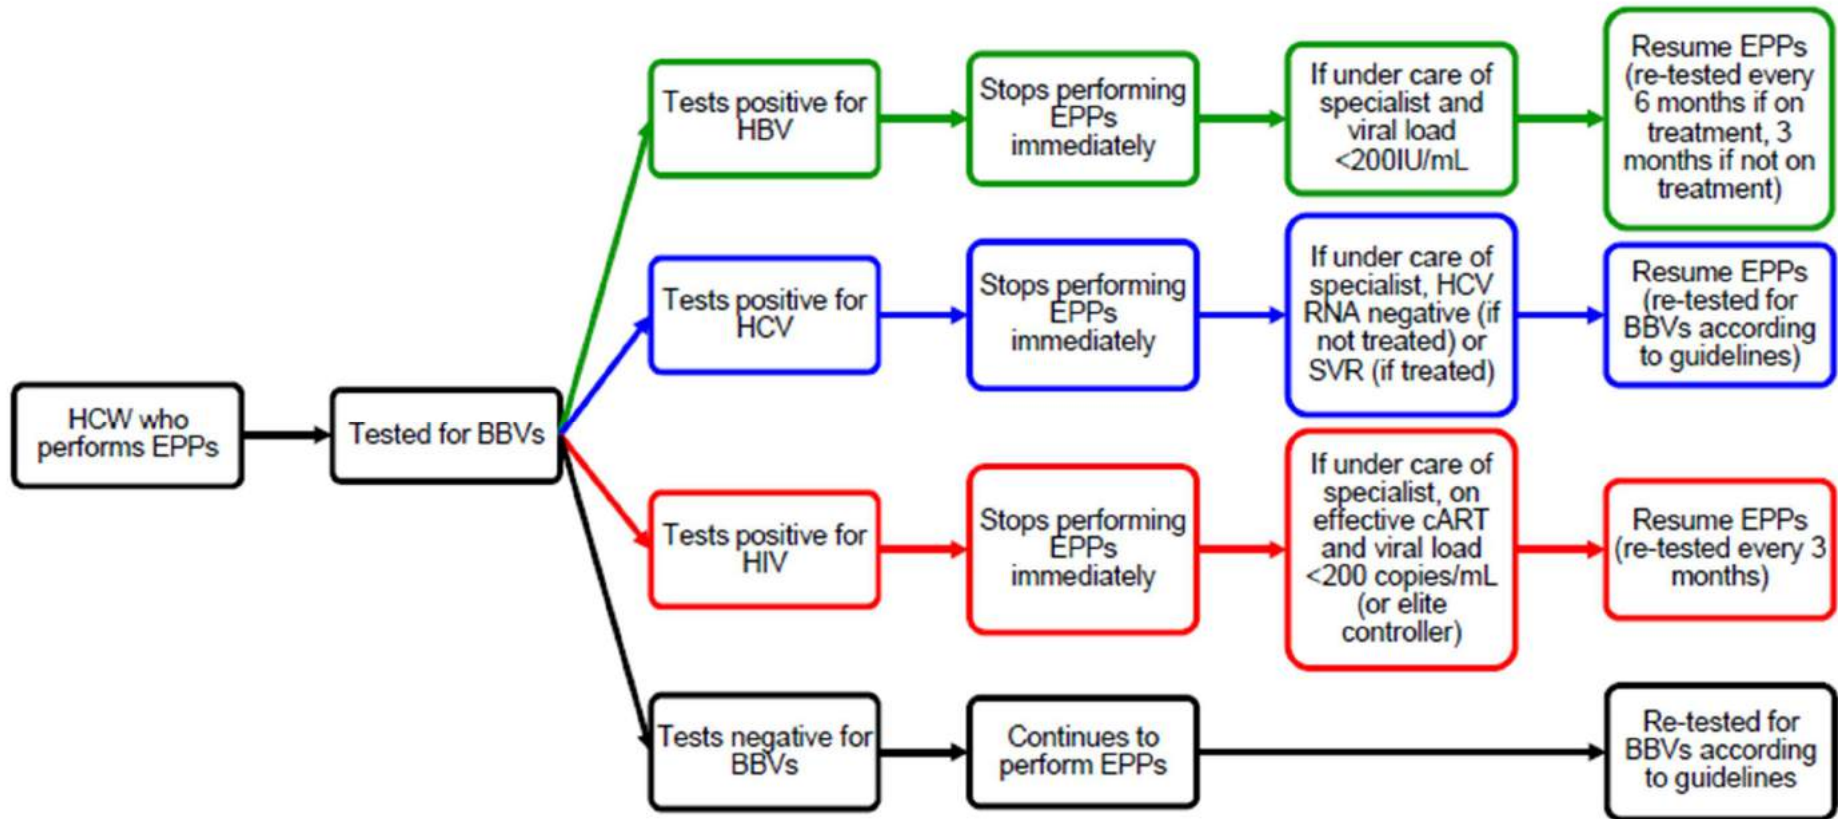 HCW who
performs EPPs
Tested for BBVs
Tests positive for
HBV
Stops performing
EPPs
immediately
If under care of
specialist and
viral load
<200IU/mL
Resume EPPs
(re-tested every
6 months if on
treatment, 3
months if not on
treatment)
Tests positive for
HCV
Stops performing
EPPs
immediately
If under care of
specialist, HCV
RNA negative (if
not treated) or
SVR (if treated)
Resume EPPs
(re-tested for
BBVs according
to guidelines)
Tests positive for
HIV
Stops performing
EPPs
immediately
If under care of
specialist, on
effective cART
and viral load
<200 copies/mL
(or elite
controller)
Resume EPPs
(re-tested every 3
months)
Tests negative for
BBVs
Continues to
perform EPPs
Re-tested for
BBVs according
to guidelines